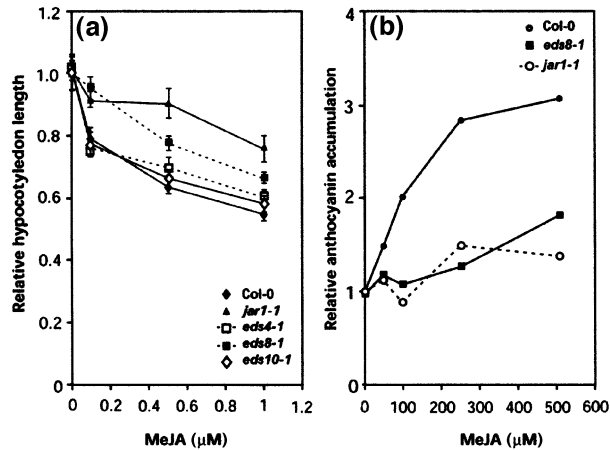 (a)
Relative hypocotyledon length
1.2
1.0
0.8
0.6
0.4
0.2
0
0 0.2 0.4 0.6 0.8 1.0 1.2
MeJA (µM)
Col-0
jar1-1
eds4-1
eds8-1
eds10-1
(b)
Relative anthocyanin accumulation
4
3
2
1
0
0 100 200 300 400 500 600
MeJA (µM)
Col-0
eds8-1
jar1-1